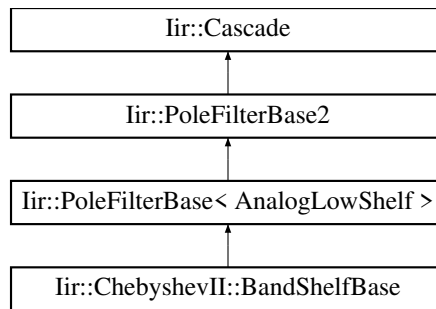 Iir::Cascade
Iir::PoleFilterBase2
Iir::PoleFilterBase< AnalogLowShelf >
Iir::ChebyshevII::BandShelfBase